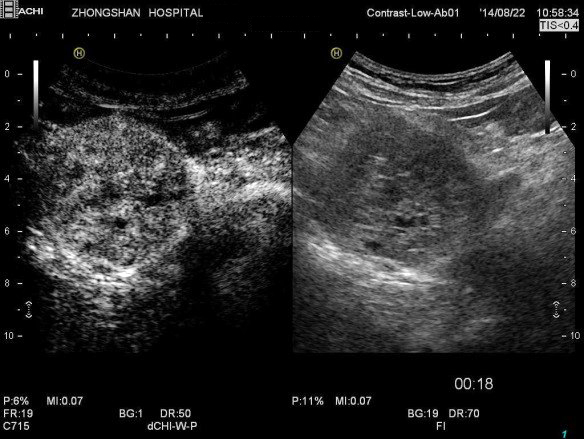 ACHI ZHONGSHAN HOSPITAL Contrast-Low-Ab01 '14/08/22 10:58:34
TIS<0.4
H H
0 0
2 2
4 4
6 6
8 8
10 10
00:18
P:6% MI:0.07 P:11% MI:0.07
FR:19 BG:1 DR:50 BG:19 DR:70
C715 dCHI-W-P FI
1